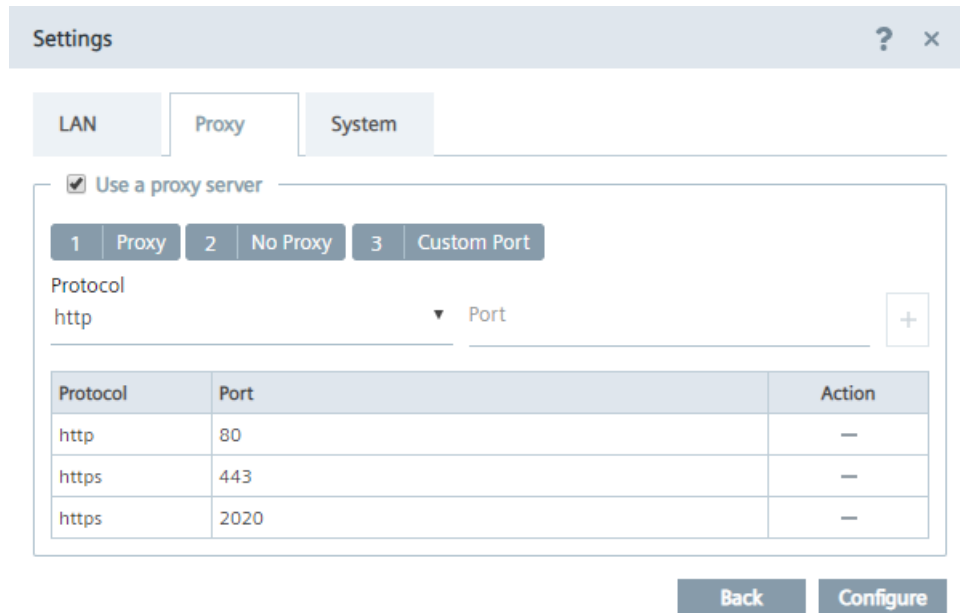 Settings ? ×
LAN Proxy System
Use a proxy server
1 Proxy 2 No Proxy 3 Custom Port
Protocol
http ▼ Port +
Protocol Port Action
http 80 —
https 443 —
https 2020 —
Back Configure